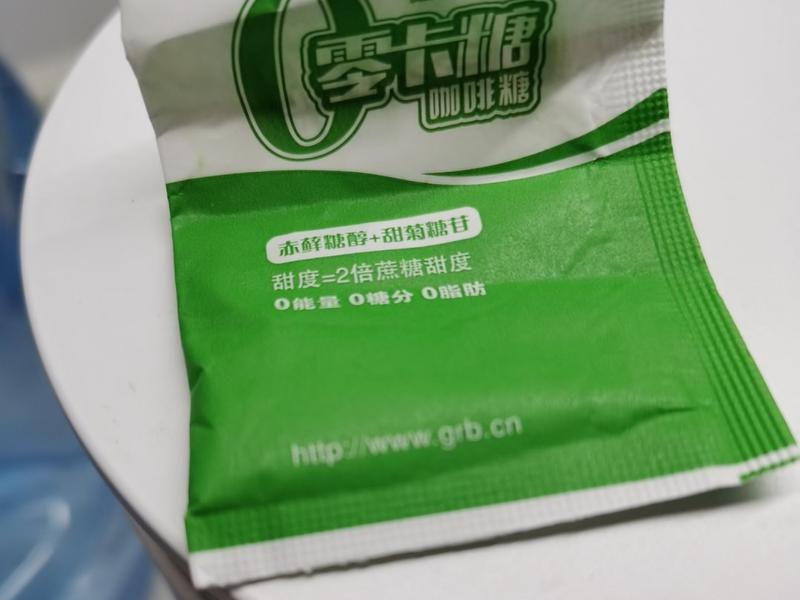 0零卡糖
咖啡糖
赤藓糖醇+甜菊糖苷
甜度=2倍蔗糖甜度
0能量 0糖分 0脂肪
http://www.grb.cn